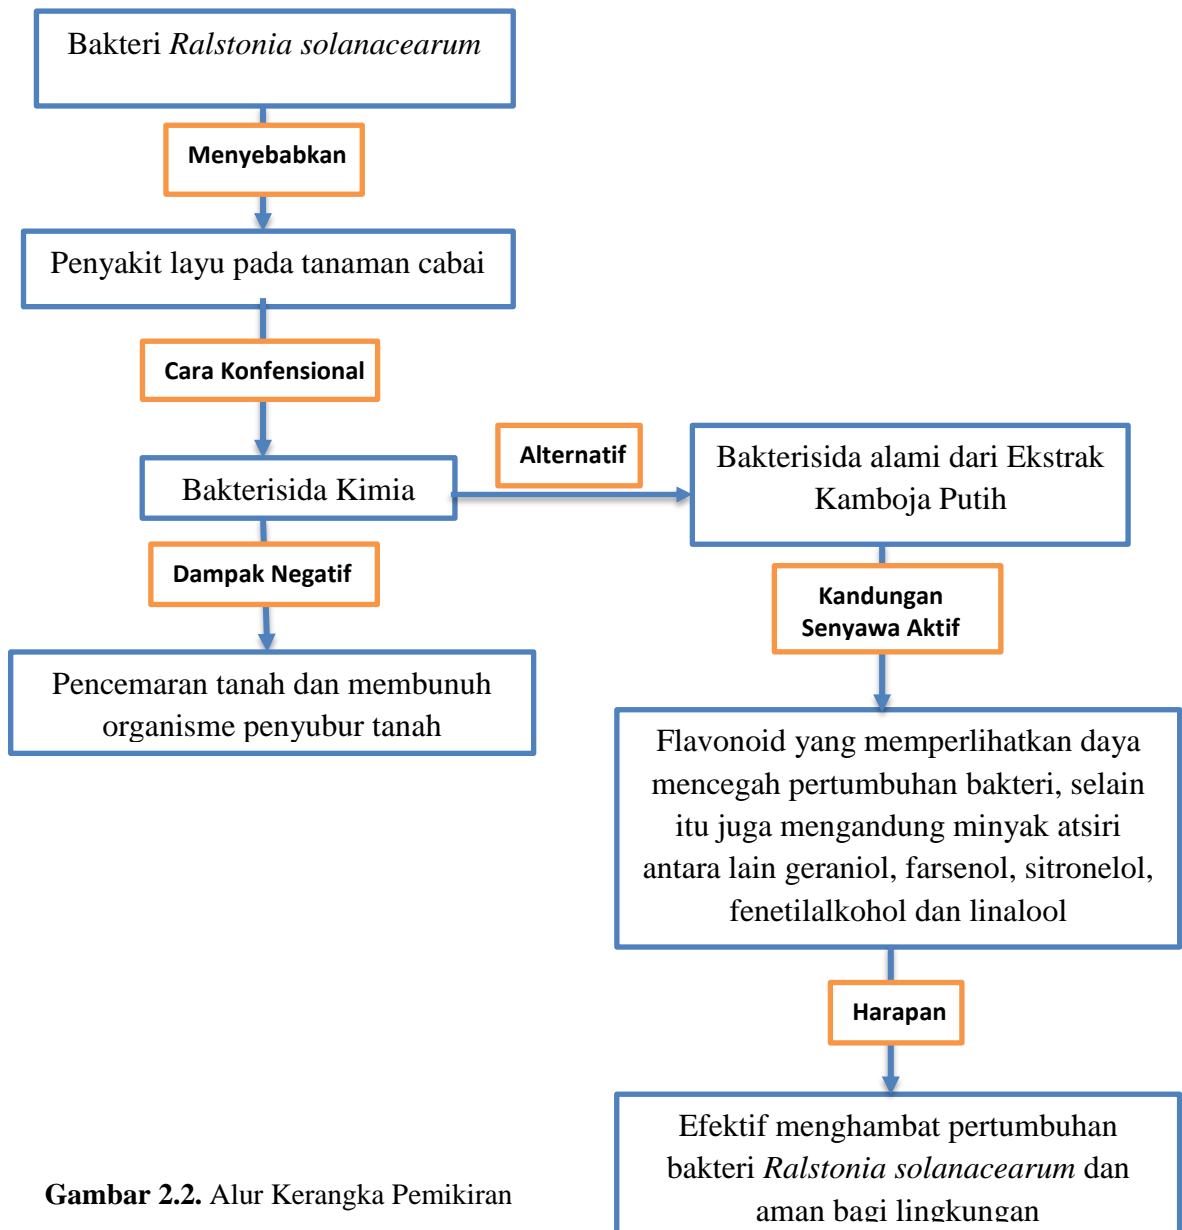 Bakteri Ralstonia solanacearum
Menyebabkan
Penyakit layu pada tanaman cabai
Cara Konfensional
Bakterisida Kimia
Alternatif
Bakterisida alami dari Ekstrak
Kamboja Putih
Dampak Negatif
Kandungan
Senyawa Aktif
Pencemaran tanah dan membunuh
organisme penyubur tanah
Flavonoid yang memperlihatkan daya
mencegah pertumbuhan bakteri, selain
itu juga mengandung minyak atsiri
antara lain geraniol, farsenol, sitronelol,
fenetilalkohol dan linalool
Harapan
Efektif menghambat pertumbuhan
bakteri Ralstonia solanacearum dan
aman bagi lingkungan
Gambar 2.2. Alur Kerangka Pemikiran